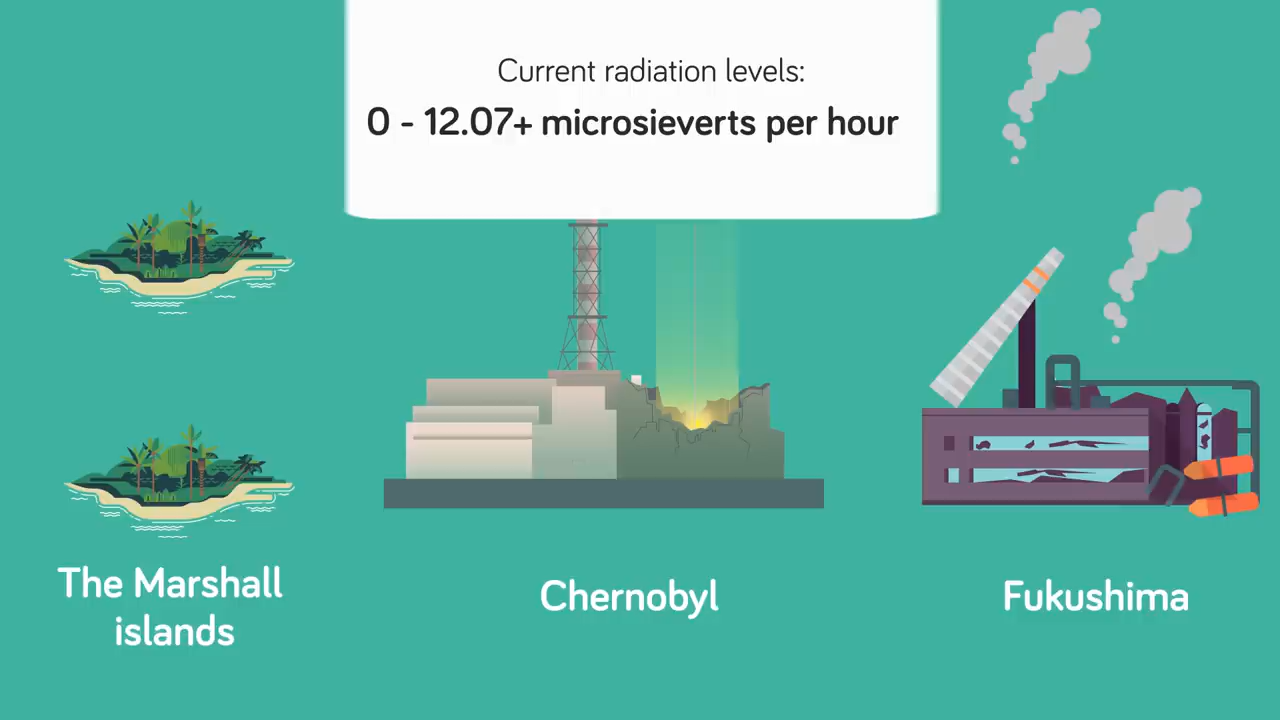 Current radiation levels:
0 - 12.07+ microsieverts per hour
The Marshall
islands
Chernobyl
Fukushima